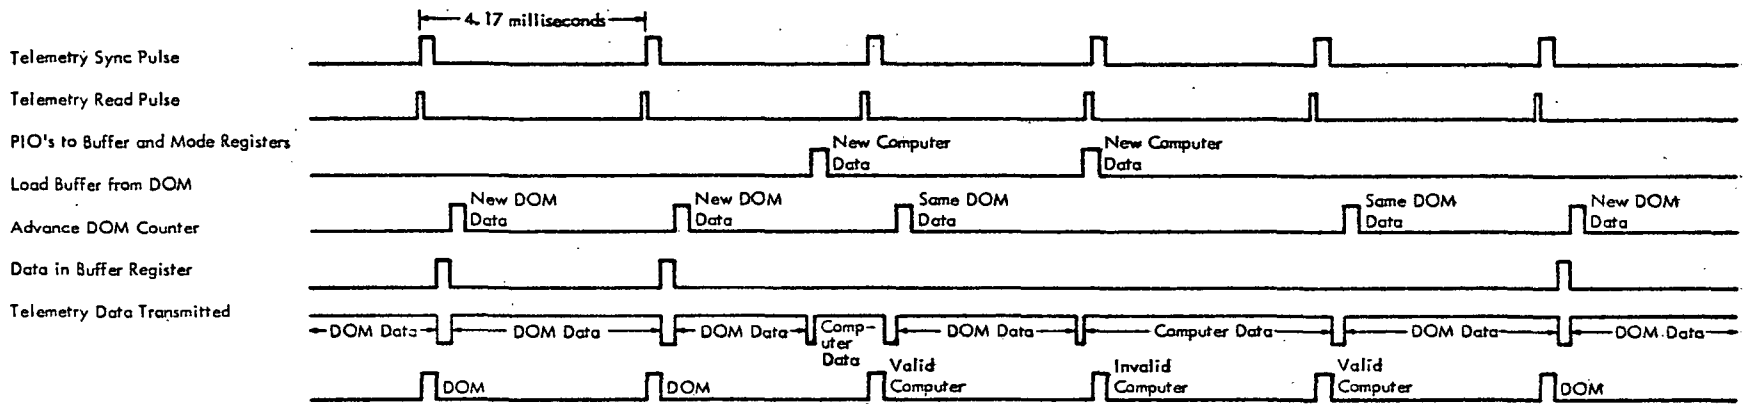 4.17 milliseconds
Telemetry Sync Pulse
Telemetry Read Pulse
PIO's to Buffer and Mode Registers
New Computer
Data
New Computer
Data
Load Buffer from DOM
New DOM
Data
New DOM
Data
Same DOM
Data
Same DOM
Data
New DOM
Data
Advance DOM Counter
Data in Buffer Register
Telemetry Data Transmitted
DOM Data
DOM Data
DOM Data
Comp-
uter
Data
DOM Data
Computer Data
DOM Data
DOM Data
DOM
DOM
Valid
Computer
Invalid
Computer
Valid
Computer
DOM